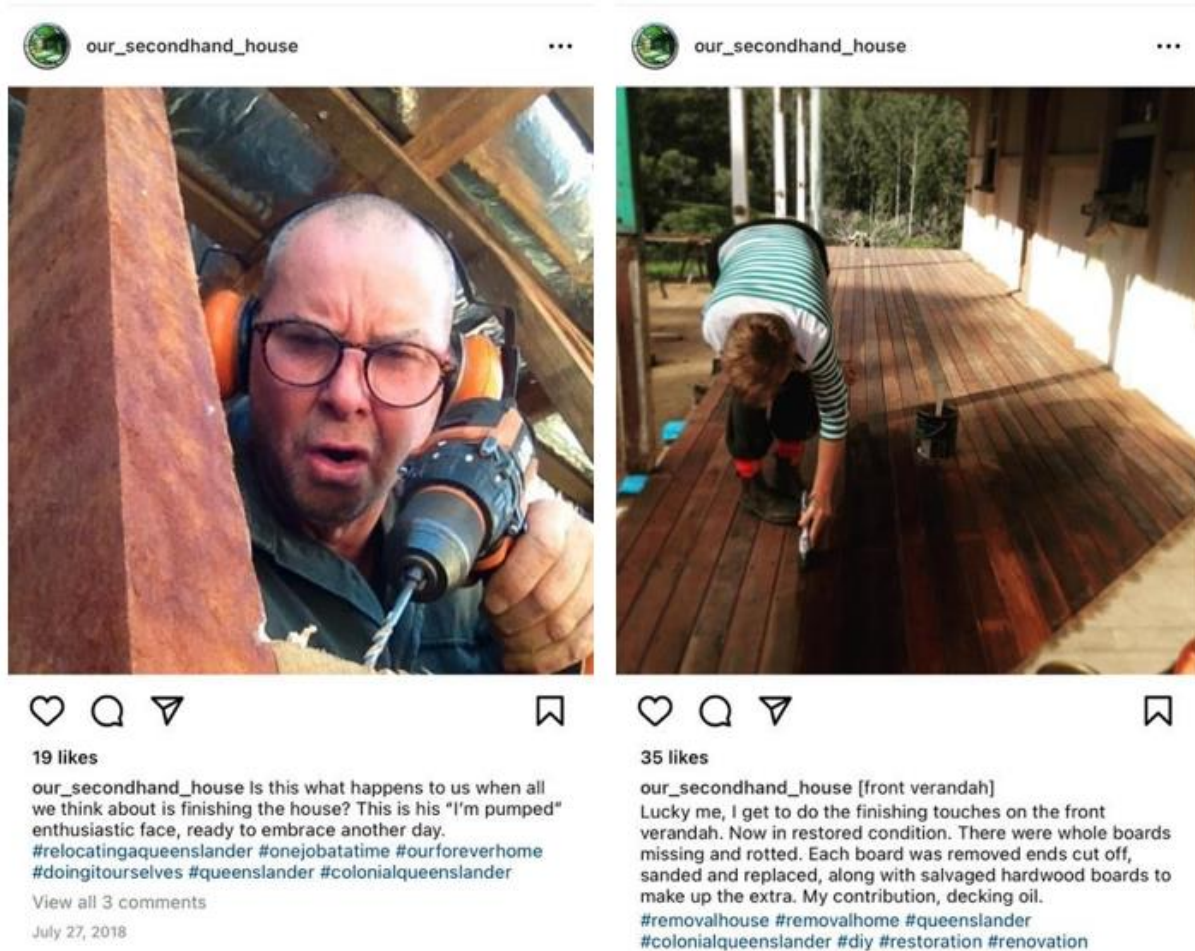 our_secondhand_house
19 likes
our_secondhand_house Is this what happens to us when all
we think about is finishing the house? This is his "I'm pumped"
enthusiastic face, ready to embrace another day.
#relocatingaqueenslander #onejobatatime #ourforeverhome
#doingitourselves #queenslander #colonialqueenslander
View all 3 comments
July 27, 2018
our_secondhand_house
35 likes
our_secondhand_house [front verandah]
Lucky me, I get to do the finishing touches on the front
verandah. Now in restored condition. There were whole boards
missing and rotted. Each board was removed ends cut off,
sanded and replaced, along with salvaged hardwood boards to
make up the extra. My contribution, decking oil.
#removalhouse #removalhome #queenslander
#colonialqueenslander #diy #restoration #renovation